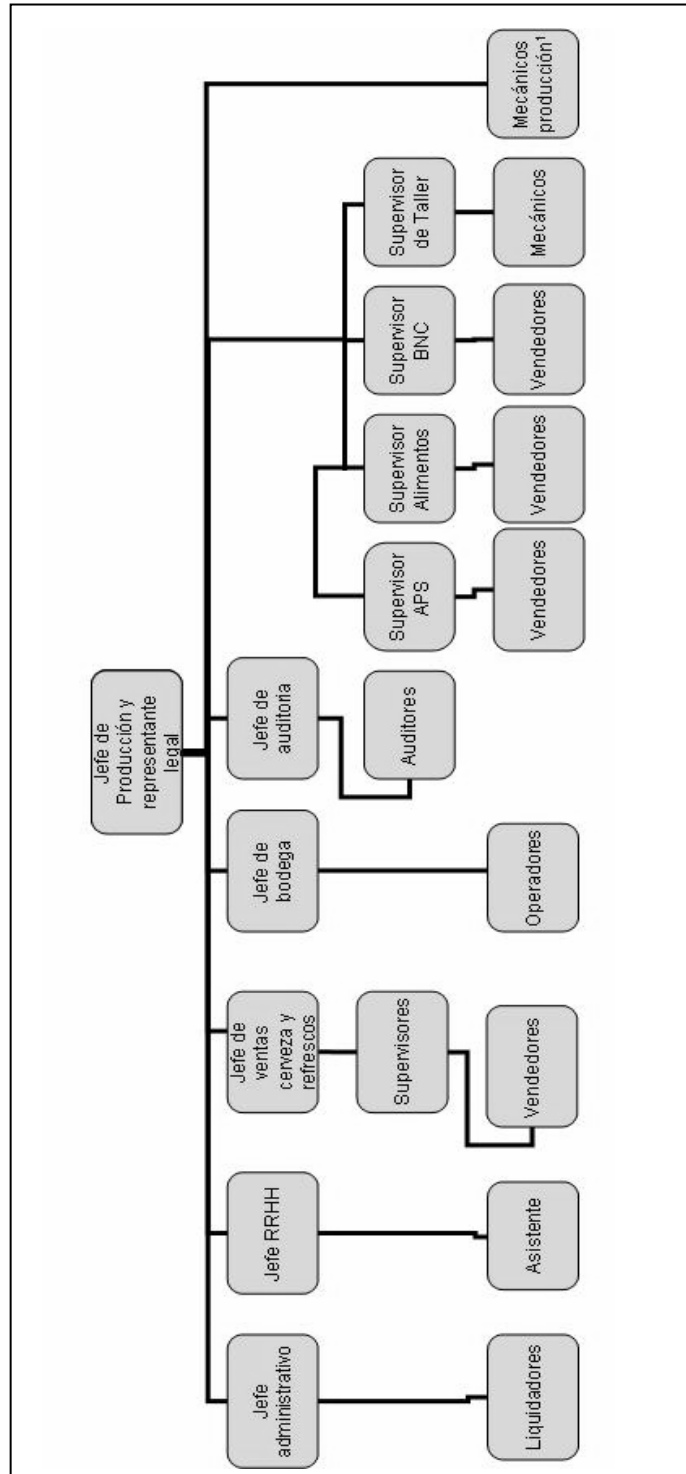 Jefe de
Producción y
representante
legal
Jefe
administrativo
Jefe RRHH
Jefe de
ventas
cerveza y
refrescos
Jefe de
bodega
Jefe de
auditoria
Supervisores
Auditores
Supervisor
APS
Supervisor
Alimentos
Supervisor
BNC
Supervisor
de Taller
Liquidadores
Asistente
Vendedores
Operadores
Vendedores
Vendedores
Vendedores
Mecánicos
Mecánicos
producción¹